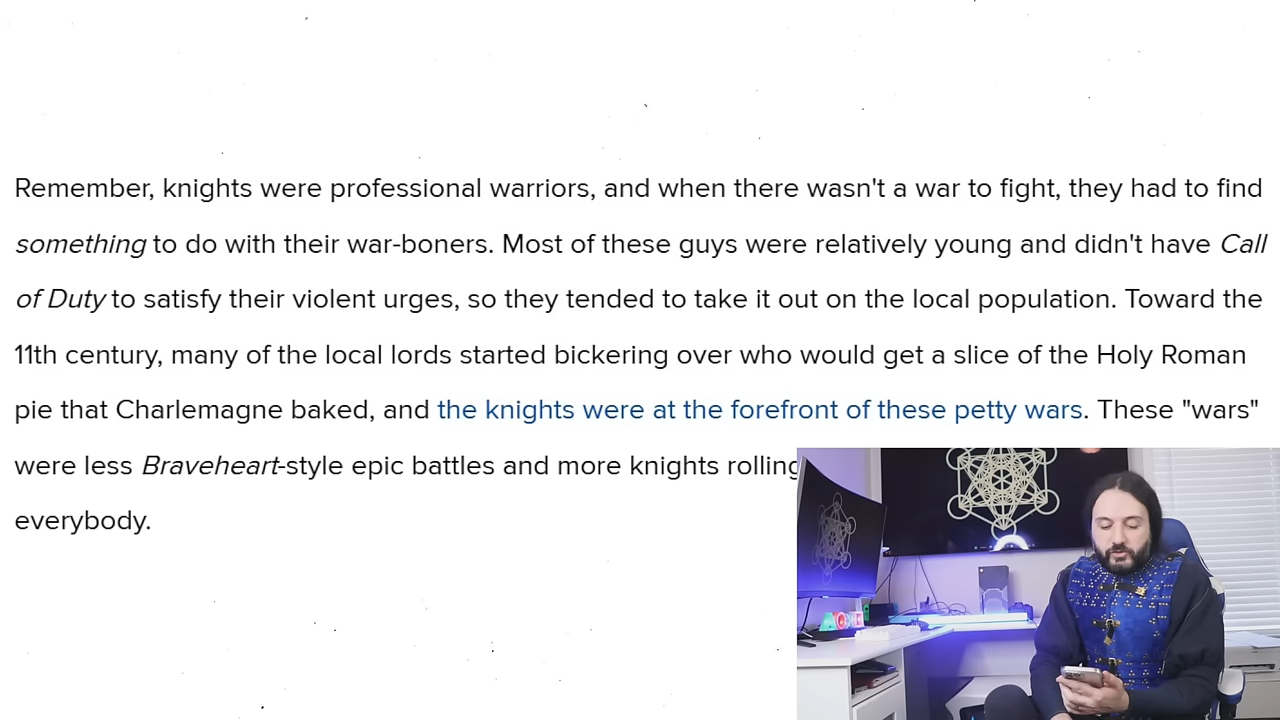 Remember, knights were professional warriors, and when there wasn't a war to fight, they had to find
something to do with their war-boners. Most of these guys were relatively young and didn't have Call
of Duty to satisfy their violent urges, so they tended to take it out on the local population. Toward the
11th century, many of the local lords started bickering over who would get a slice of the Holy Roman
pie that Charlemagne baked, and the knights were at the forefront of these petty wars. These "wars"
were less Braveheart-style epic battles and more knights rolling
everybody.